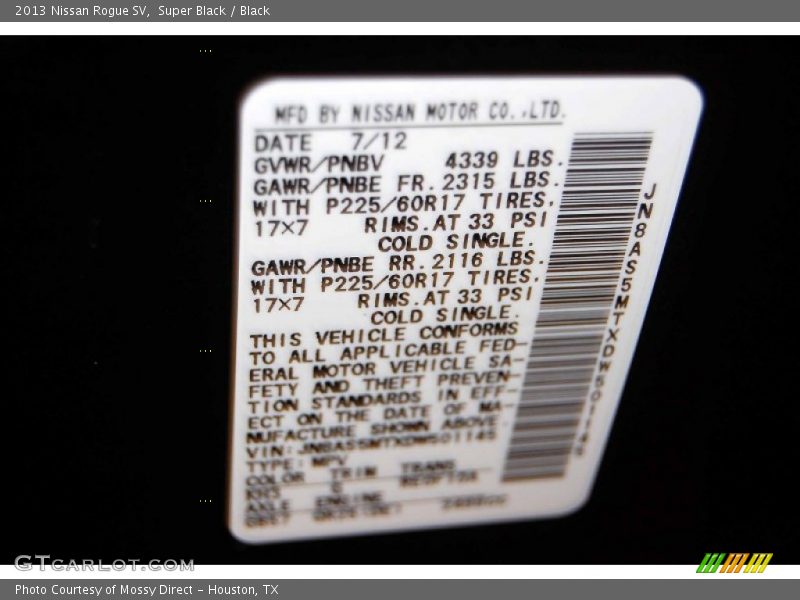 2013 Nissan Rogue SV, Super Black / Black
MFD BY NISSAN MOTOR CO.,LTD.
DATE 7/12
GVWR/PNBV 4339 LBS.
GAWR/PNBE FR. 2315 LBS.
WITH P225/60R17 TIRES.
17×7 RIMS. AT 33 PSI
COLD SINGLE.
GAWR/PNBE RR. 2116 LBS.
WITH P225/60R17 TIRES.
17×7 RIMS. AT 33 PSI
COLD SINGLE.
THIS VEHICLE CONFORMS
TO ALL APPLICABLE FED-
ERAL MOTOR VEHICLE SA-
FETY AND THEFT PREVEN-
TION STANDARDS IN EFF-
ECT ON THE DATE OF MA-
NUFACTURE SHOWN ABOVE.
VIN: JN8AS5MTXDW501145
TYPE: MPV
COLOR TRIM TRANS
KH3 G
AXLE ENGINE
2488cc
JN8AS5MTXDW501145
GTCarLot.com
Photo Courtesy of Mossy Direct - Houston, TX